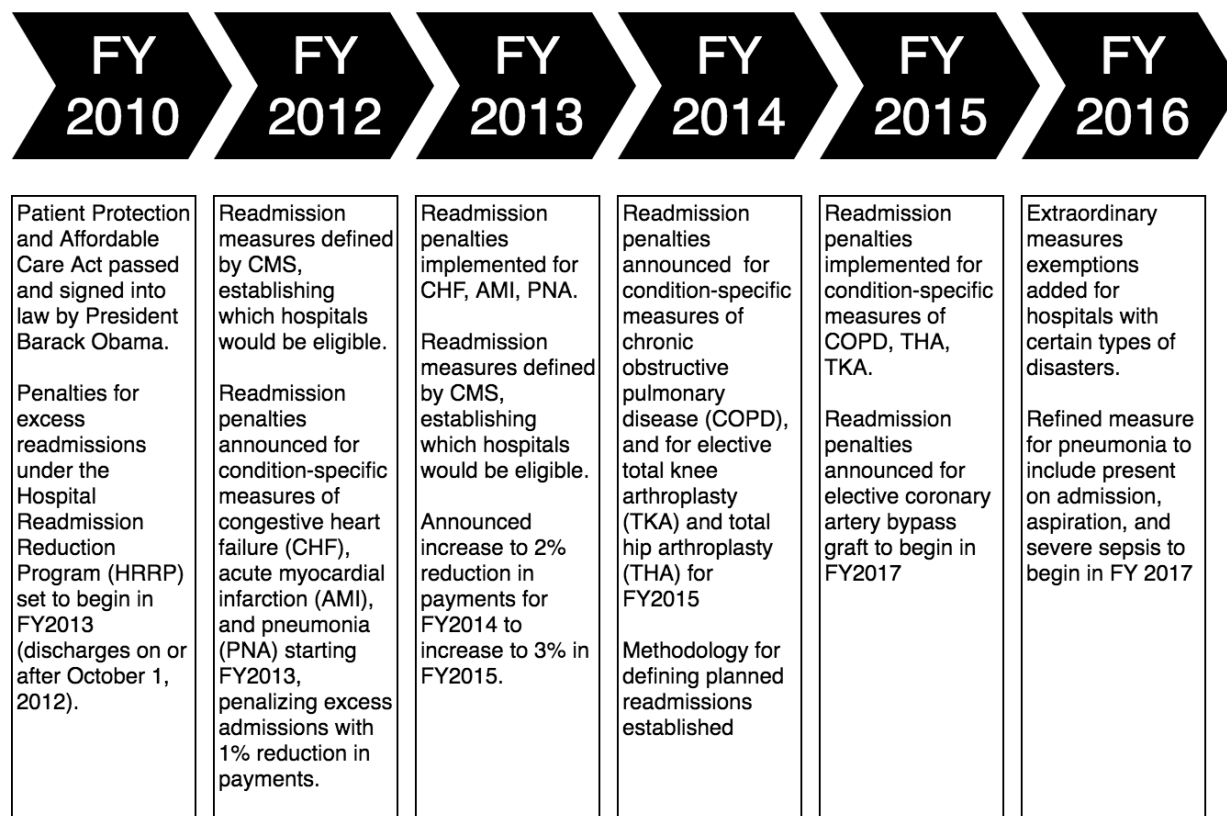 FY
2010
FY
2012
FY
2013
FY
2014
FY
2015
FY
2016
Patient Protection
and Affordable
Care Act passed
and signed into
law by President
Barack Obama.
Penalties for
excess
readmissions
under the
Hospital
Readmission
Reduction
Program (HRRP)
set to begin in
FY2013
(discharges on or
after October 1,
2012).
Readmission
measures defined
by CMS,
establishing
which hospitals
would be eligible.
Readmission
penalties
announced for
condition-specific
measures of
congestive heart
failure (CHF),
acute myocardial
infarction (AMI),
and pneumonia
(PNA) starting
FY2013,
penalizing excess
admissions with
1% reduction in
payments.
Readmission
penalties
implemented for
CHF, AMI, PNA.
Readmission
measures defined
by CMS,
establishing
which hospitals
would be eligible.
Announced
increase to 2%
reduction in
payments for
FY2014 to
increase to 3% in
FY2015.
Readmission
penalties
announced for
condition-specific
measures of
chronic
obstructive
pulmonary
disease (COPD),
and for elective
total knee
arthroplasty
(TKA) and total
hip arthroplasty
(THA) for
FY2015
Methodology for
defining planned
readmissions
established
Readmission
penalties
implemented for
condition-specific
measures of
COPD, THA,
TKA.
Readmission
penalties
announced for
elective coronary
artery bypass
graft to begin in
FY2017
Extraordinary
measures
exemptions
added for
hospitals with
certain types of
disasters.
Refined measure
for pneumonia to
include present
on admission,
aspiration, and
severe sepsis to
begin in FY 2017